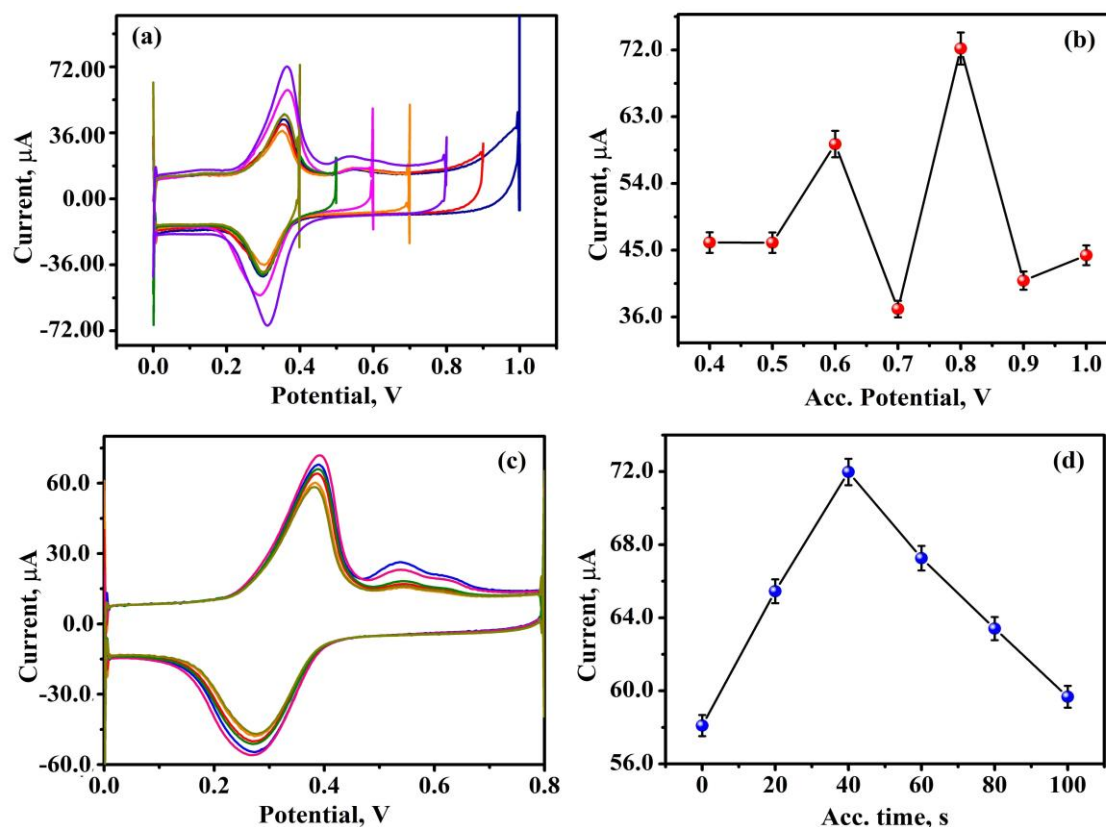 (a)
72.00
36.00
0.00
-36.00
-72.00
Current, μA
0.0 0.2 0.4 0.6 0.8 1.0
Potential, V
(b)
72.0
63.0
54.0
45.0
36.0
Current, μA
0.4 0.5 0.6 0.7 0.8 0.9 1.0
Acc. Potential, V
(c)
60.0
30.0
0.0
-30.0
-60.0
Current, μA
0.0 0.2 0.4 0.6 0.8
Potential, V
(d)
72.0
68.0
64.0
60.0
56.0
Current, μA
0 20 40 60 80 100
Acc. time, s